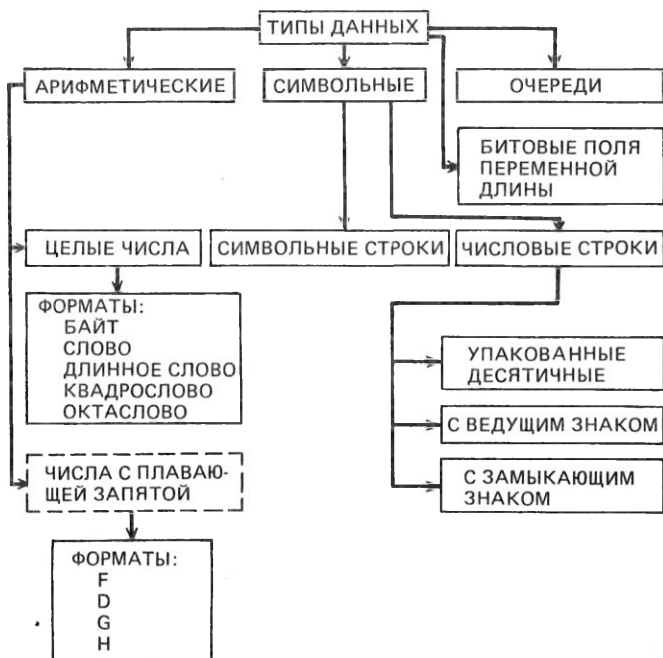 ТИПЫ ДАННЫХ
АРИФМЕТИЧЕСКИЕ
СИМВОЛЬНЫЕ
ОЧЕРЕДИ
БИТОВЫЕ ПОЛЯ
ПЕРЕМЕННОЙ
ДЛИНЫ
ЦЕЛЫЕ ЧИСЛА
СИМВОЛЬНЫЕ СТРОКИ
ЧИСЛОВЫЕ СТРОКИ
ФОРМАТЫ:
БАЙТ
СЛОВО
ДЛИННОЕ СЛОВО
КВАДРОСЛОВО
ОКТАСЛОВО
УПАКОВАННЫЕ
ДЕСЯТИЧНЫЕ
С ВЕДУЩИМ ЗНАКОМ
С ЗАМЫКАЮЩИМ
ЗНАКОМ
ЧИСЛА С ПЛАВАЮ-
ЩЕЙ ЗАПЯТОЙ
ФОРМАТЫ:
F
D
G
H